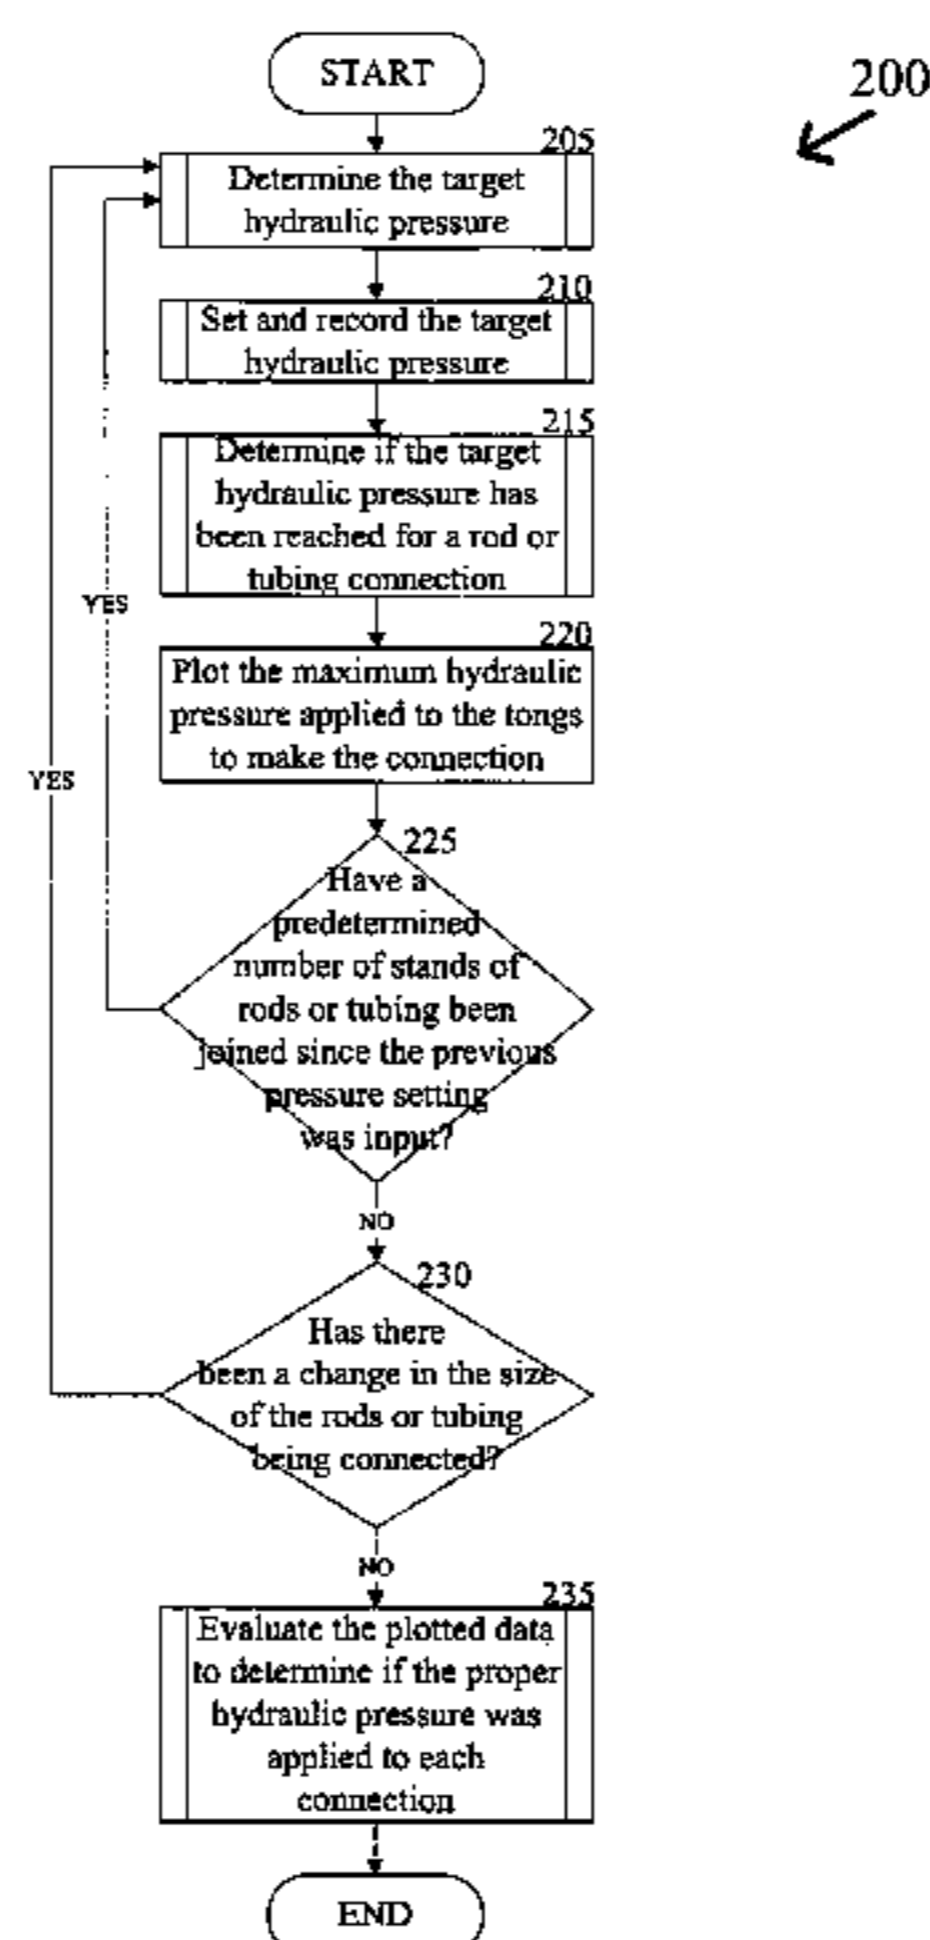 START
200
205
Determine the target
hydraulic pressure
210
Set and record the target
hydraulic pressure
215
Determine if the target
hydraulic pressure has
been reached for a rod or
tubing connection
YES
220
Plot the maximum hydraulic
pressure applied to the tongs
to make the connection
YES
225
Have a
predetermined
number of stands of
rods or tubing been
joined since the previous
pressure setting
was input?
NO
230
Has there
been a change in the size
of the rods or tubing
being connected?
NO
235
Evaluate the plotted data
to determine if the proper
hydraulic pressure was
applied to each
connection
END